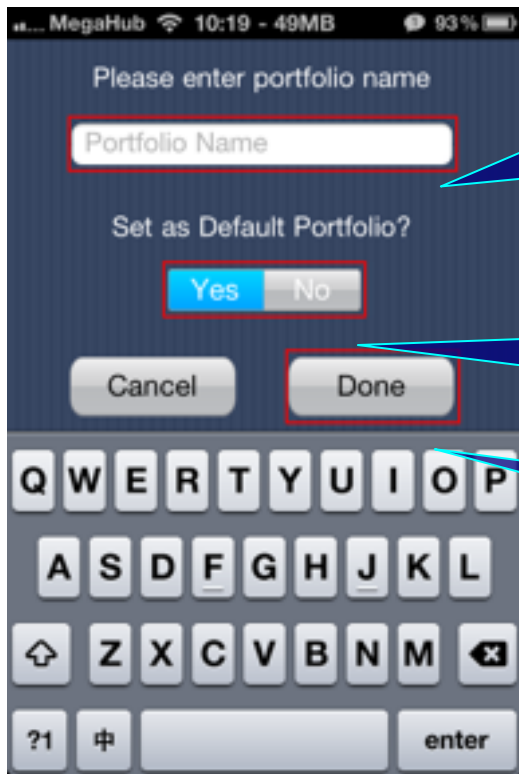 MegaHub 10:19 - 49MB 93%
Please enter portfolio name
Portfolio Name
Set as Default Portfolio?
Yes No
Cancel Done
Q W E R T Y U I O P
A S D F G H J K L
Z X C V B N M
?1 中 enter